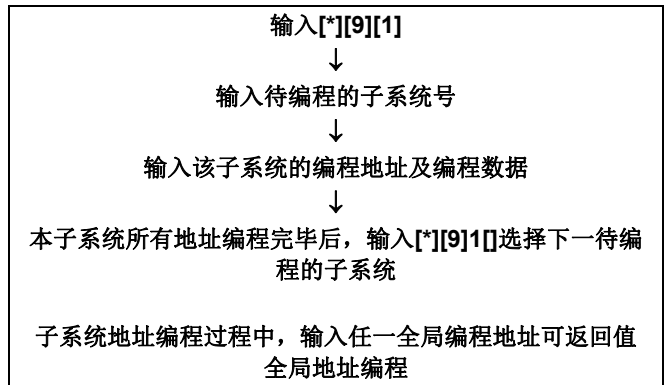 输入[*][9][1]
↓
输入待编程的子系统号
↓
输入该子系统的编程地址及编程数据
↓
本子系统所有地址编程完毕后，输入[*][9]1[]选择下一待编
程的子系统
子系统地址编程过程中，输入任一全局编程地址可返回值
全局地址编程